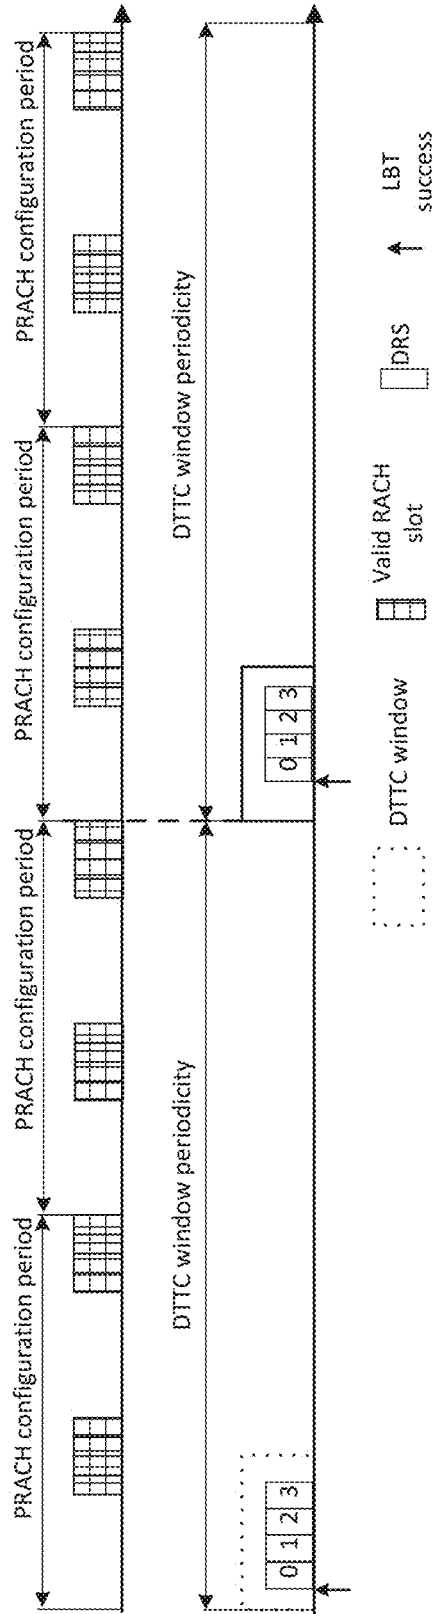 PRACH configuration period
PRACH configuration period
PRACH configuration period
PRACH configuration period
DTTC window periodicity
DTTC window periodicity
0 1 2 3
0 1 2 3
DTTC window
Valid RACH
slot
DRS
LBT
success